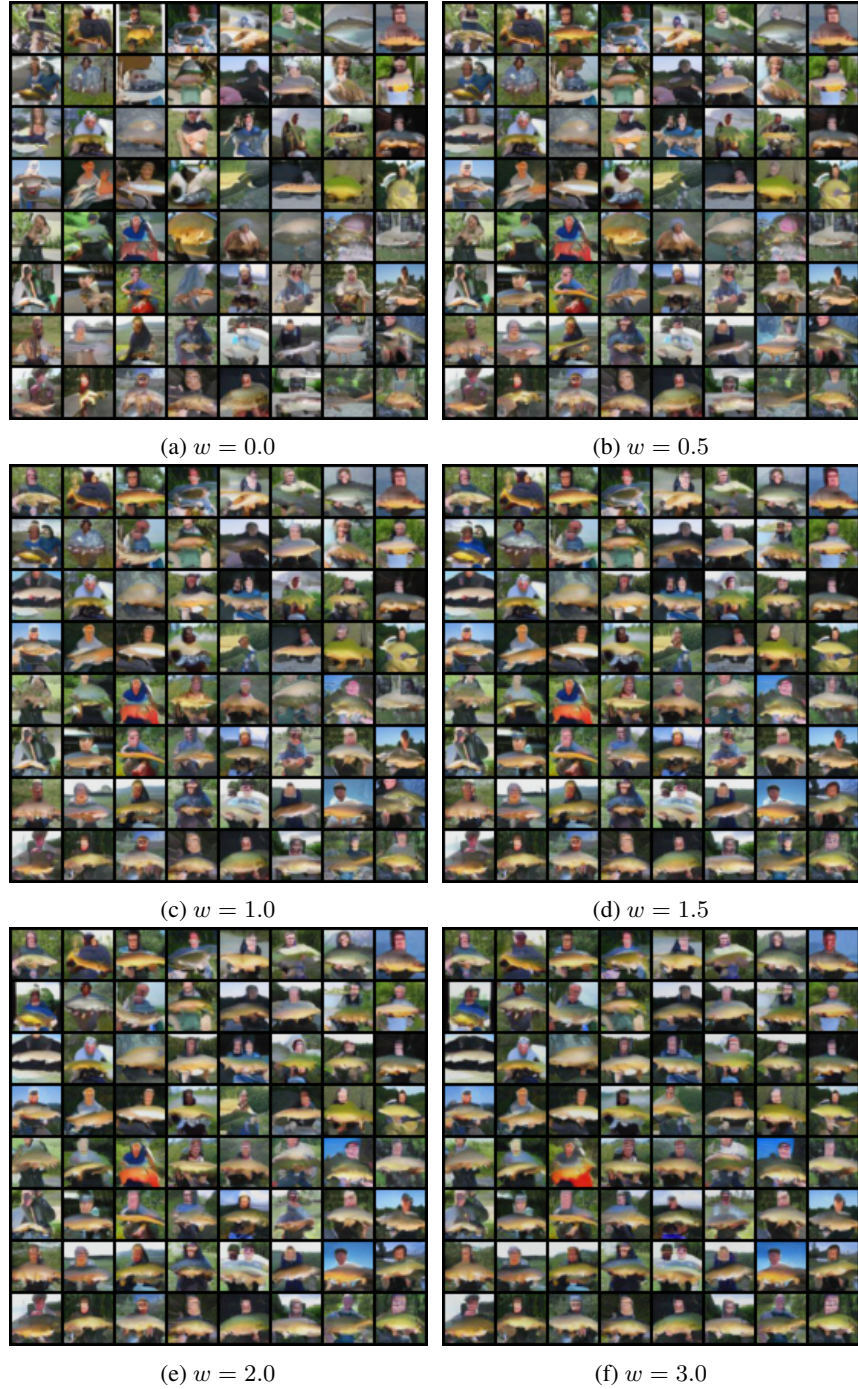 (a) w = 0.0
(b) w = 0.5
(c) w = 1.0
(d) w = 1.5
(e) w = 2.0
(f) w = 3.0